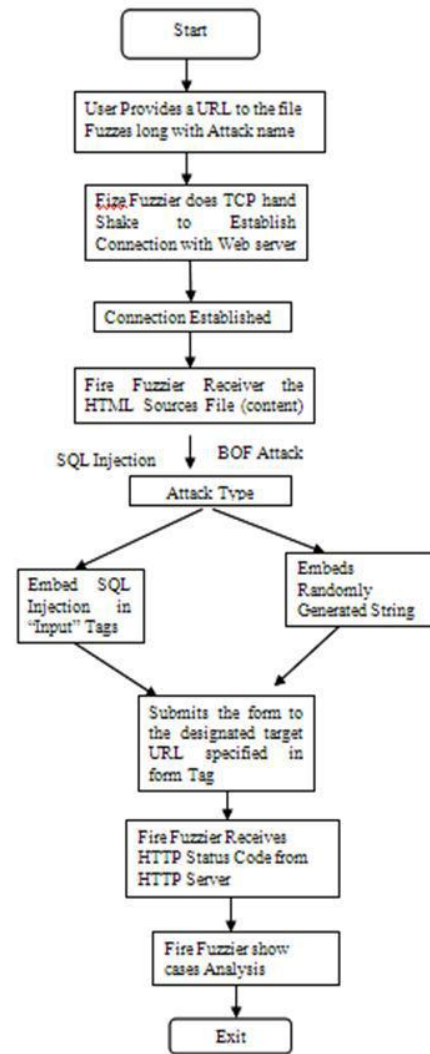 Start
User Provides a URL to the file
Fuzzes long with Attack name
Fize Fuzzier does TCP hand
Shake to Establish
Connection with Web server
Connection Established
Fire Fuzzier Receiver the
HTML Sources File (content)
SQL Injection
BOF Attack
Attack Type
Embed SQL
Injection in
“Input” Tags
Embeds
Randomly
Generated String
Submits the form to
the designated target
URL specified in
form Tag
Fire Fuzzier Receives
HTTP Status Code from
HTTP Server
Fire Fuzzier show
cases Analysis
Exit